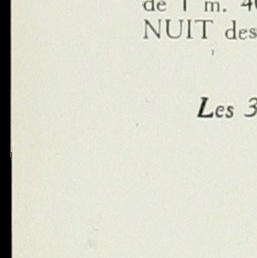 de 1 m.
NUIT des
Les 3